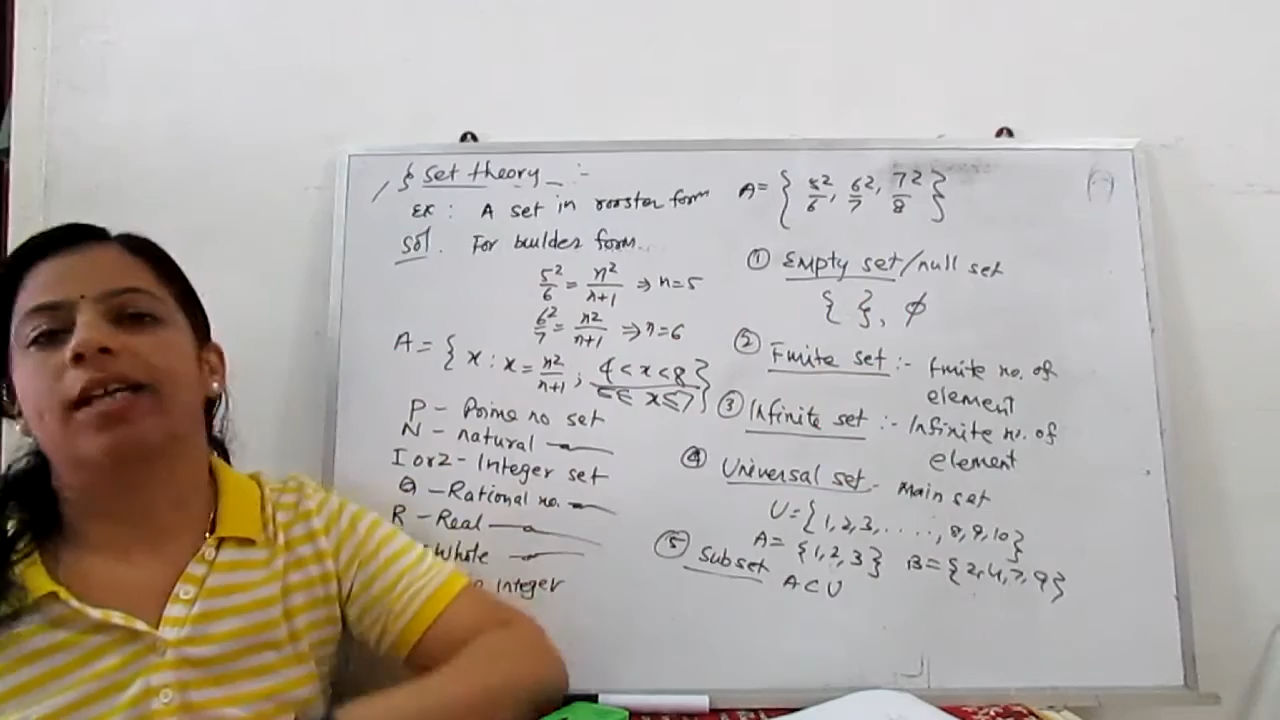 § Set theory :-
Ex : A set in rooster form A = { 5²/6, 6²/7, 7²/8 }
Sol. For builder form.
5²/6 = n²/n+1 ⇒ n=5
6²/7 = n²/n+1 ⇒ n=6
A = { x : x = n²/n+1 ; 4 < x < 8 }
5 ≤ x ≤ 7
P - Prime no set
N - natural
I or Z - Integer set
Q - Rational no.
R - Real
Whole
Integer
① Empty set/null set
{ }, ϕ
② Finite set :- Finite no. of
element
③ Infinite set :- Infinite no. of
element
④ Universal set - Main set
U = {1, 2, 3, ....., 8, 9, 10}
A = {1, 2, 3} B = {2, 4, 7, 9}
⑤ Subset A ⊂ U